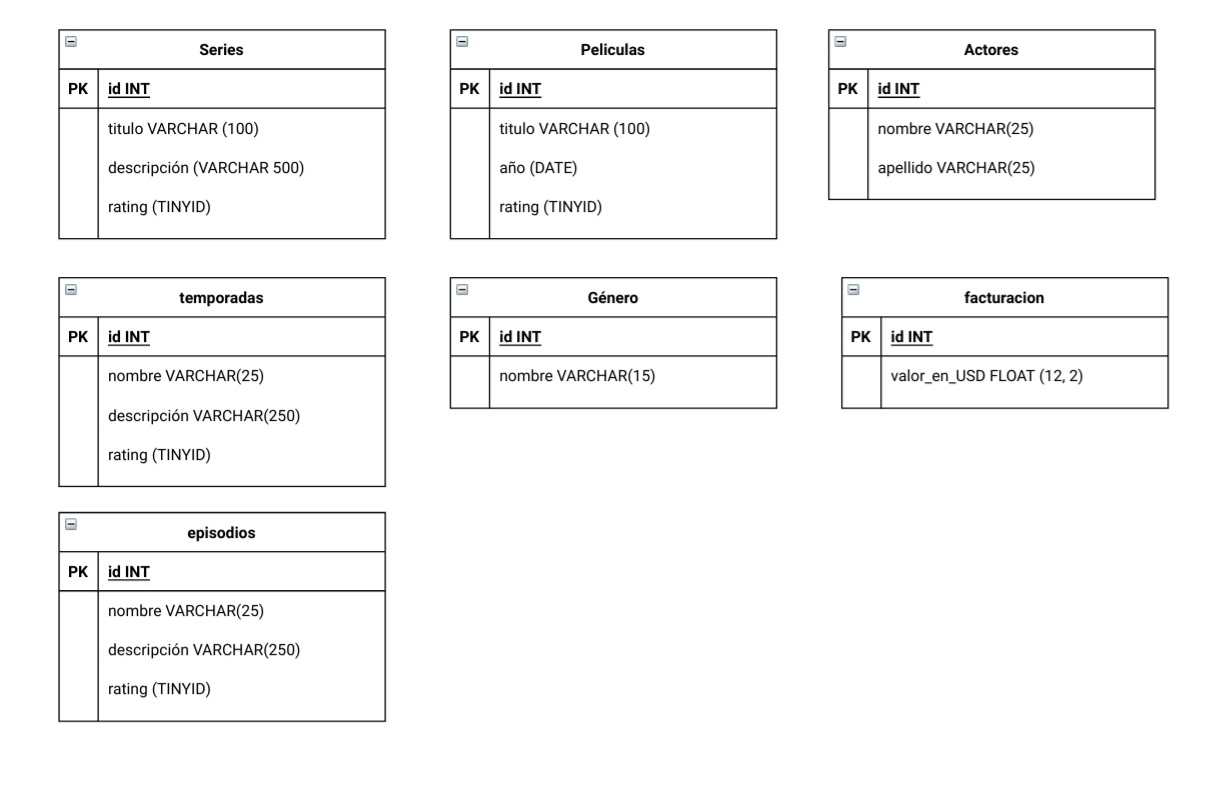 Series
PK id INT
titulo VARCHAR (100)
descripción (VARCHAR 500)
rating (TINYID)
Peliculas
PK id INT
titulo VARCHAR (100)
año (DATE)
rating (TINYID)
Actores
PK id INT
nombre VARCHAR(25)
apellido VARCHAR(25)
temporadas
PK id INT
nombre VARCHAR(25)
descripción VARCHAR(250)
rating (TINYID)
Género
PK id INT
nombre VARCHAR(15)
facturacion
PK id INT
valor_en_USD FLOAT (12, 2)
episodios
PK id INT
nombre VARCHAR(25)
descripción VARCHAR(250)
rating (TINYID)